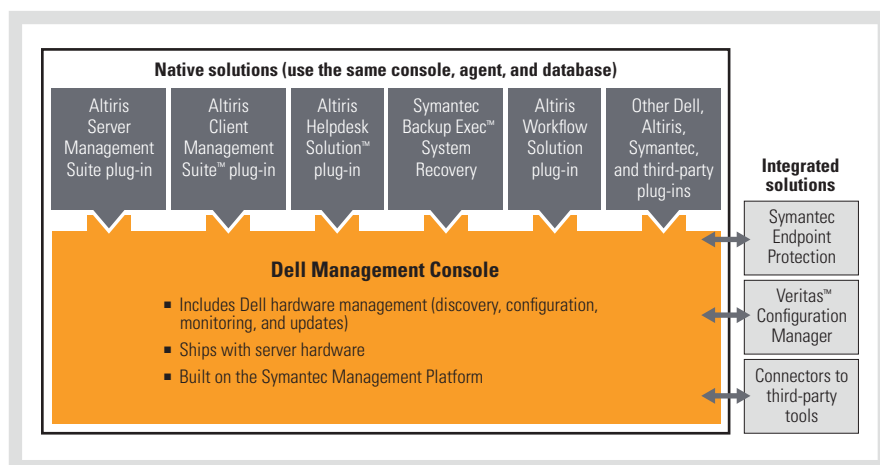 Native solutions (use the same console, agent, and database)
Altiris
Server
Management
Suite plug-in
Altiris
Client
Management
Suite™ plug-in
Altiris
Helpdesk
Solution™
plug-in
Symantec
Backup Exec™
System
Recovery
Altiris
Workflow
Solution
plug-in
Other Dell,
Altiris,
Symantec,
and third-party
plug-ins
Dell Management Console
▪ Includes Dell hardware management (discovery, configuration,
monitoring, and updates)
▪ Ships with server hardware
▪ Built on the Symantec Management Platform
Integrated
solutions
Symantec
Endpoint
Protection
Veritas™
Configuration
Manager
Connectors to
third-party
tools